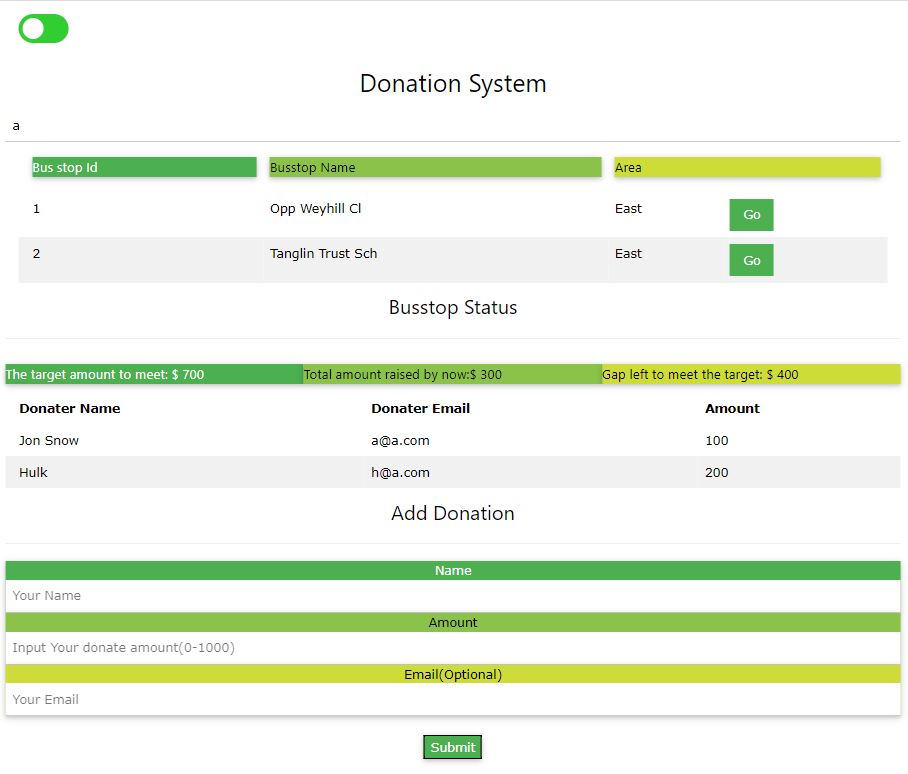 Donation System
a
Bus stop Id Busstop Name Area
1 Opp Weyhill Cl East Go
2 Tanglin Trust Sch East Go
Busstop Status
The target amount to meet: $ 700 Total amount raised by now:$ 300 Gap left to meet the target: $ 400
Donater Name Donater Email Amount
Jon Snow a@a.com 100
Hulk h@a.com 200
Add Donation
Name
Your Name
Amount
Input Your donate amount(0-1000)
Email(Optional)
Your Email
Submit